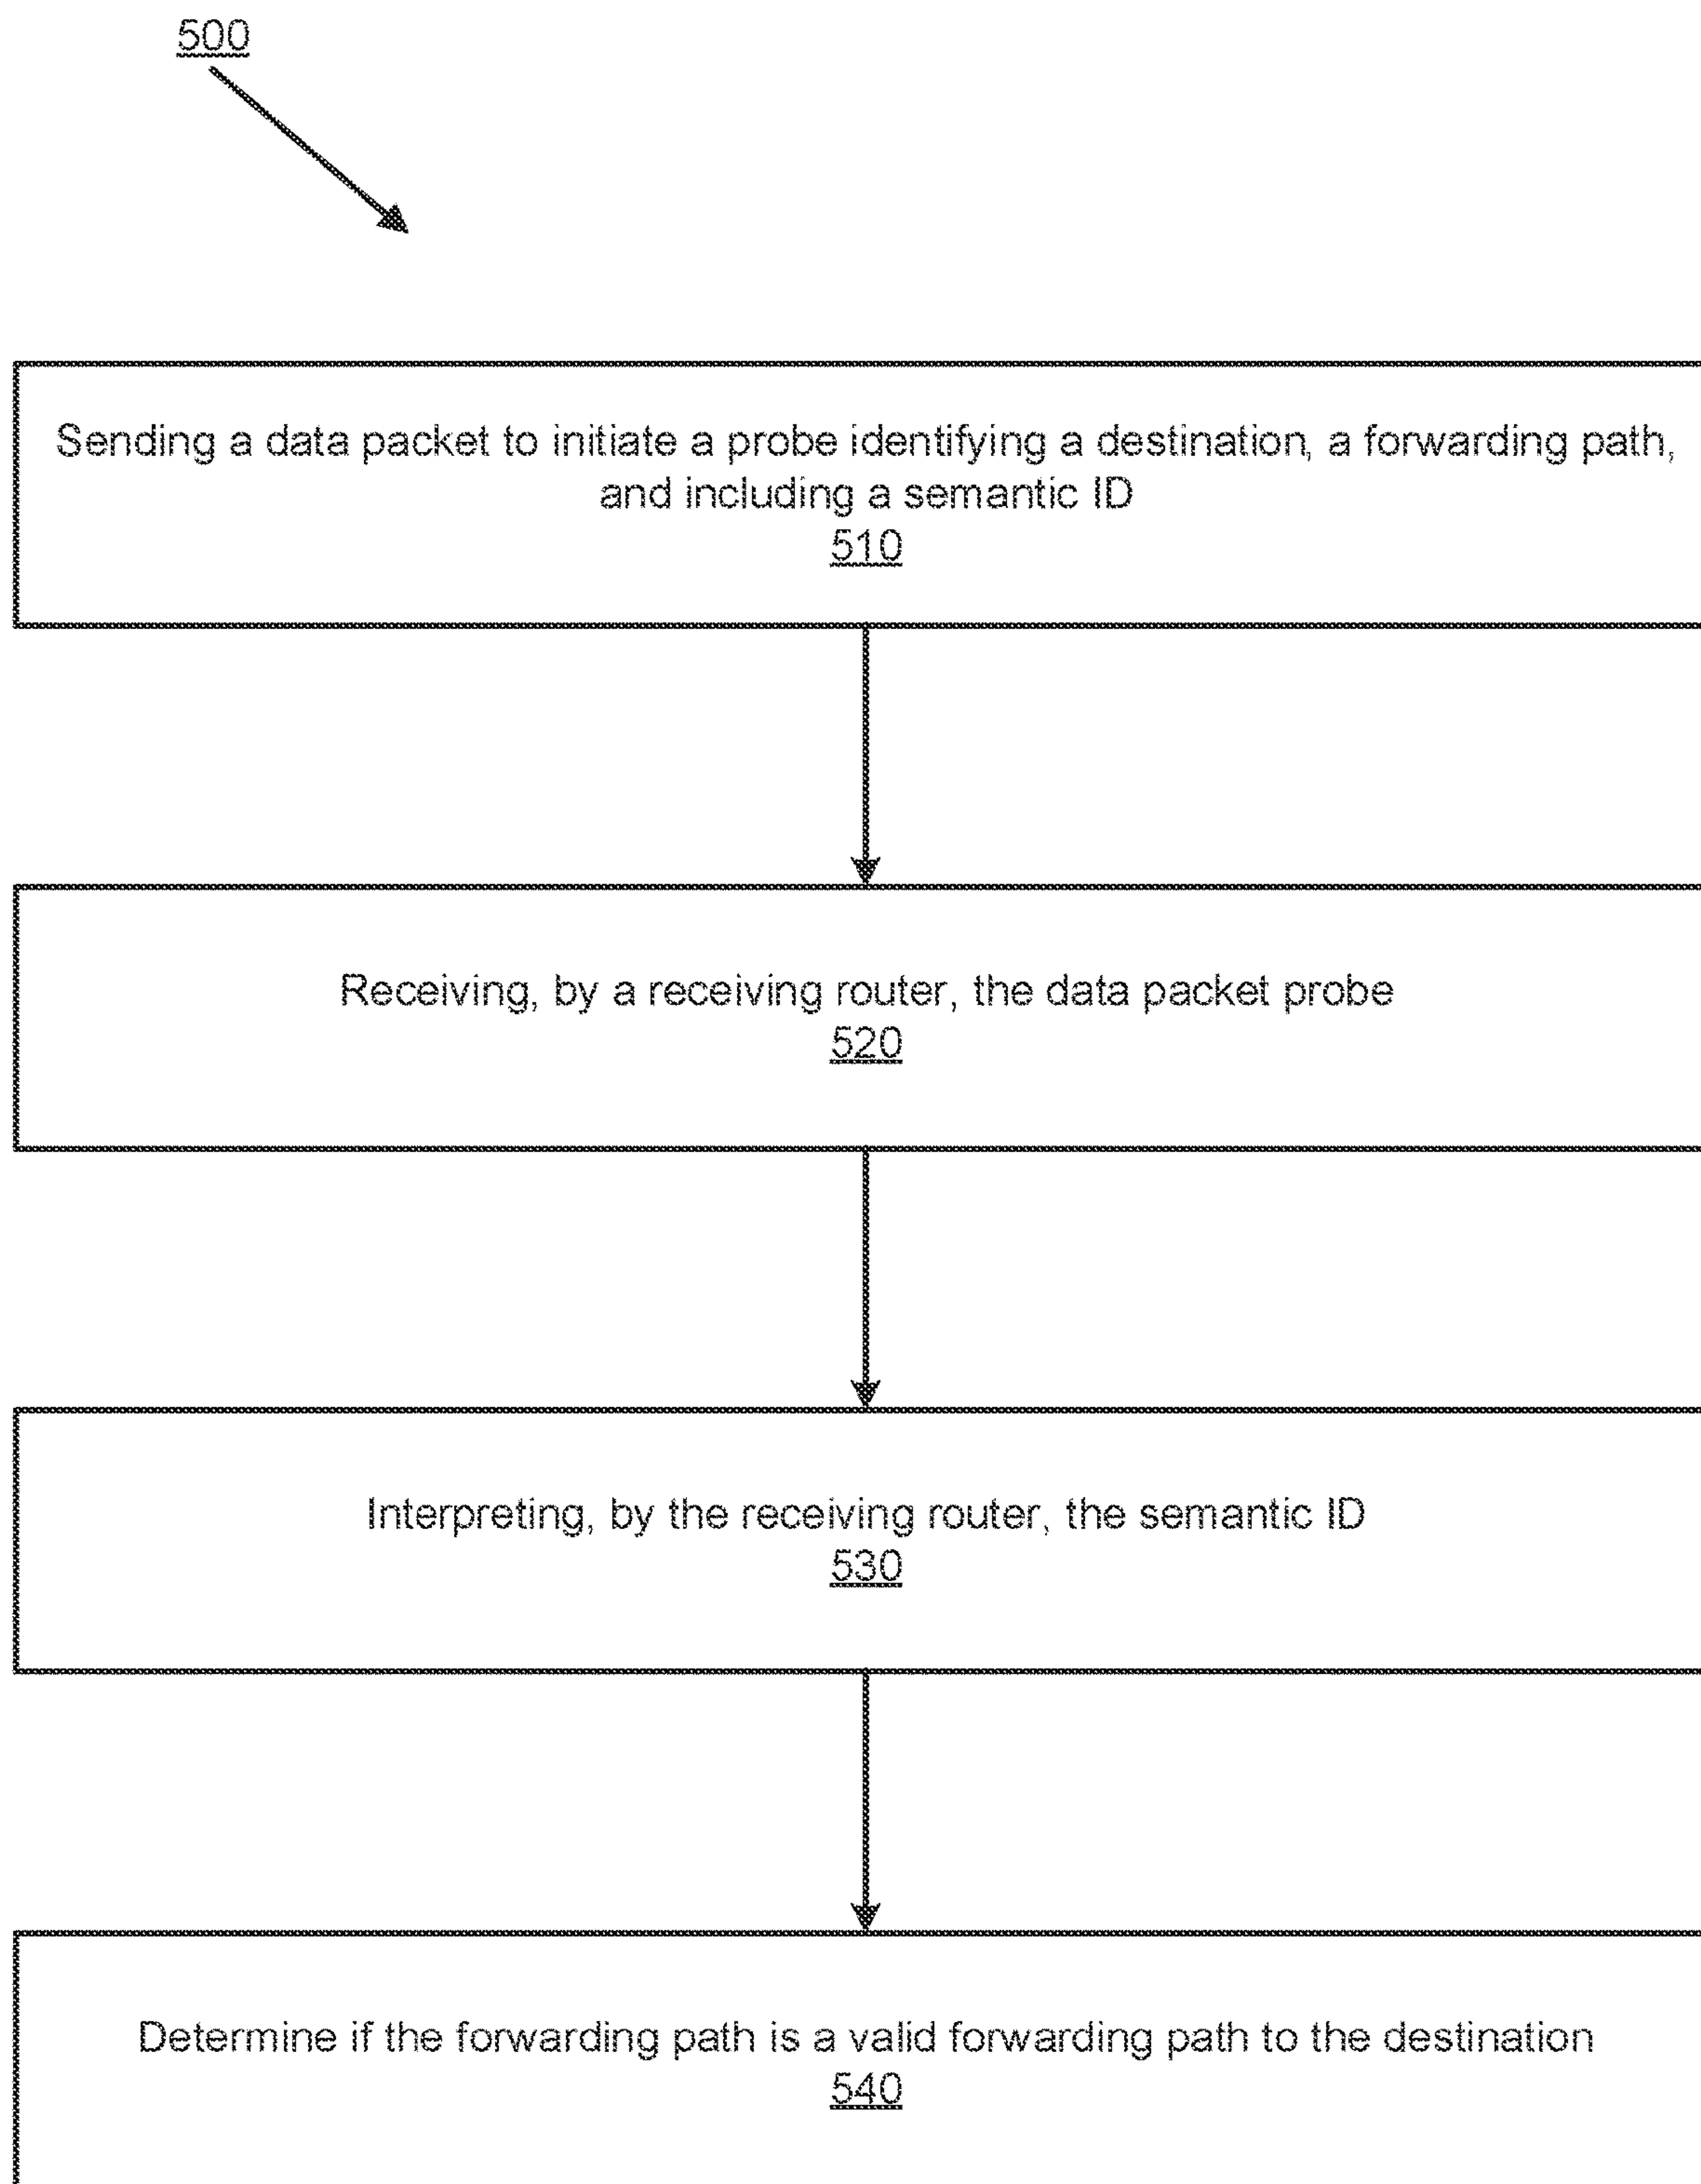 500
Sending a data packet to initiate a probe identifying a destination, a forwarding path,
and including a semantic ID
510
Receiving, by a receiving router, the data packet probe
520
Interpreting, by the receiving router, the semantic ID
530
Determine if the forwarding path is a valid forwarding path to the destination
540